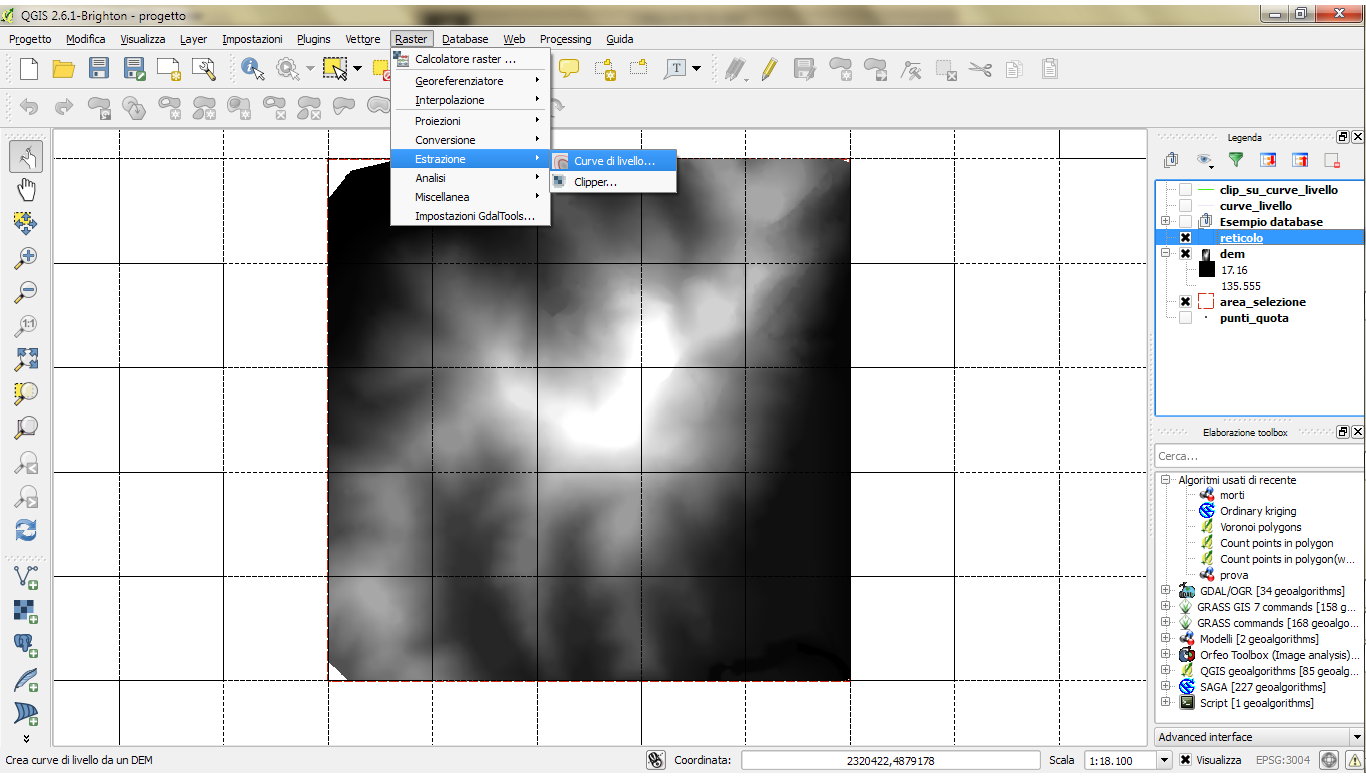 QGIS 2.6.1-Brighton - progetto
Progetto Modifica Visualizza Layer Impostazioni Plugins Vettore Raster Database Web Processing Guida
Calcolatore raster ...
Georeferenziatore
Interpolazione
Proiezioni
Conversione
Estrazione
Analisi
Miscellanea
Impostazioni GdalTools...
Curve di livello...
Clipper...
Legenda
clip_su_curve_livello
curve_livello
Esempio database
reticolo
dem
17.16
135.555
area_selezione
punti_quota
Elaborazione toolbox
Cerca...
Algoritmi usati di recente
morti
Ordinary kriging
Voronoi polygons
Count points in polygon
Count points in polygon(w...
prova
GDAL/OGR [34 geoalgorithms]
GRASS GIS 7 commands [158 g...
GRASS commands [168 geoalgo...
Modelli [2 geoalgorithms]
Orfeo Toolbox (Image analysis)...
QGIS geoalgorithms [85 geoalg...
SAGA [227 geoalgorithms]
Script [1 geoalgorithms]
Advanced interface
Crea curve di livello da un DEM
Coordinata: 2320422,4879178 Scala 1:18.100 Visualizza EPSG:3004